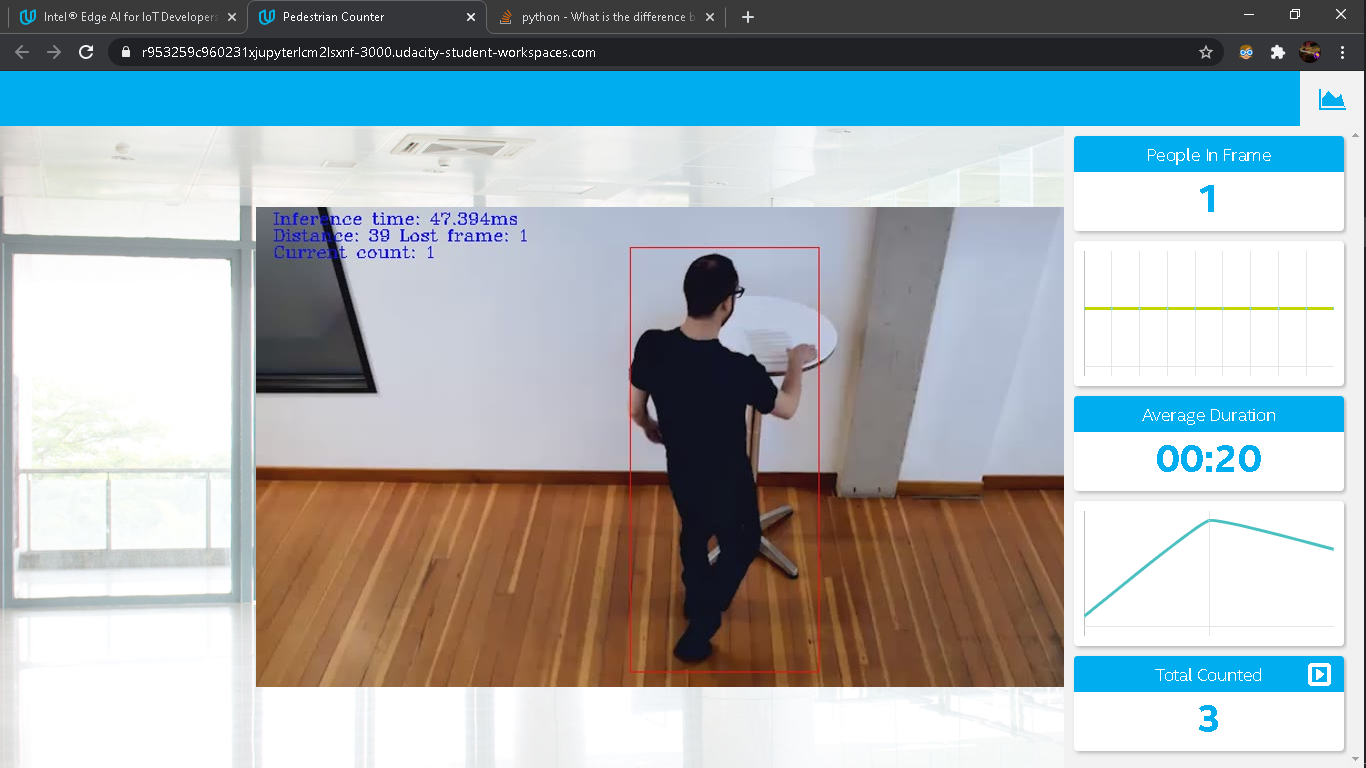 Intel® Edge AI for IoT Developers
Pedestrian Counter
python - What is the difference b
r953259c960231xjupyterlcm2lsxnf-3000.udacity-student-workspaces.com
Inference time: 47.394ms
Distance: 39 Lost frame: 1
Current count: 1
People In Frame
1
Average Duration
00:20
Total Counted
3